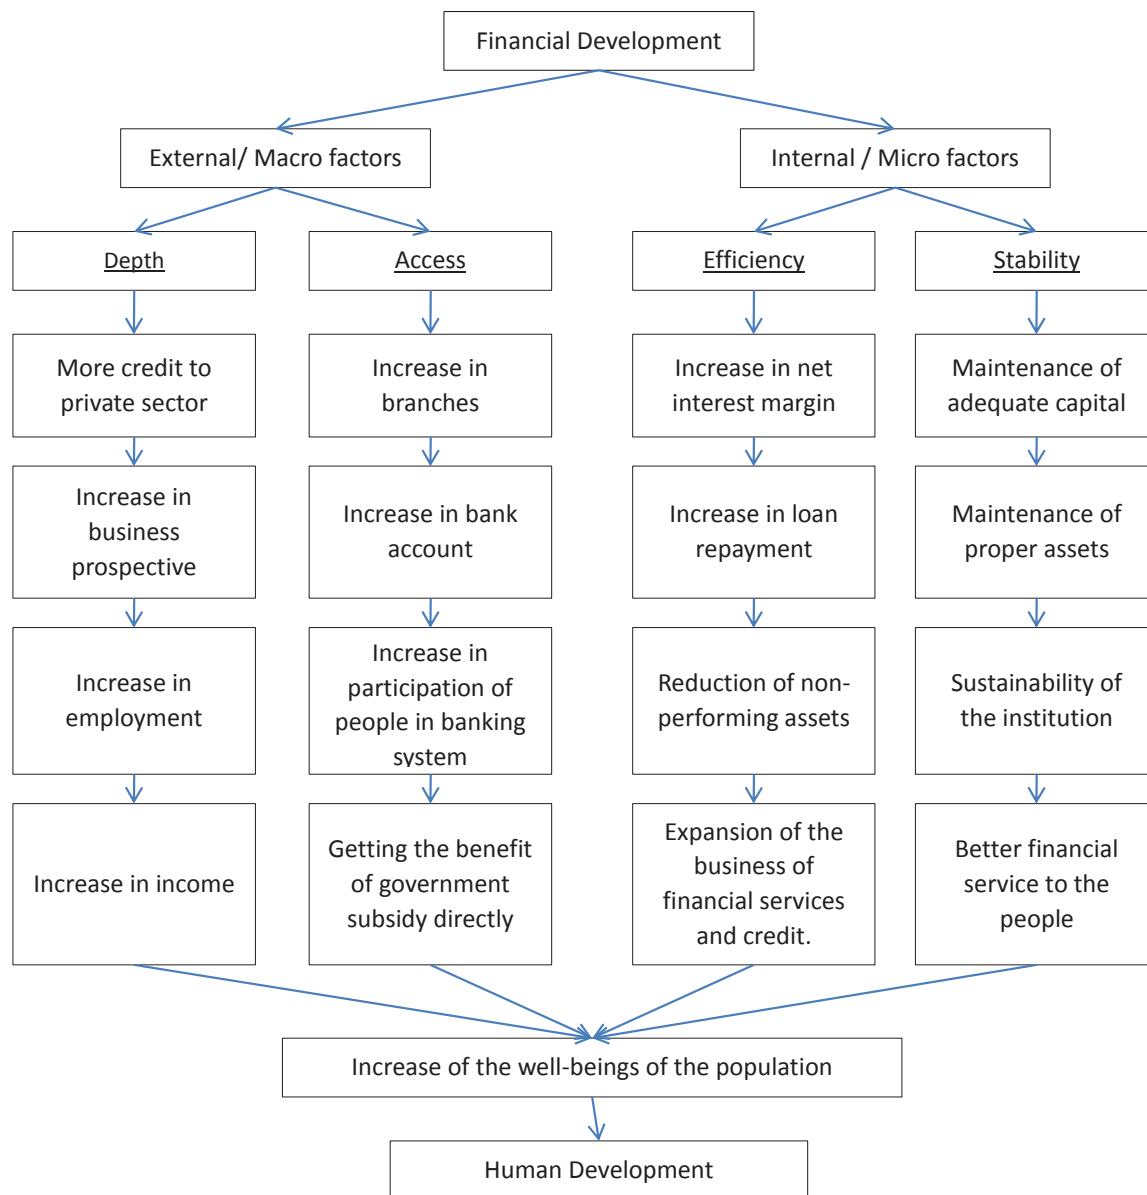 Financial Development
External/ Macro factors
Internal / Micro factors
Depth
Access
Efficiency
Stability
More credit to
private sector
Increase in
branches
Increase in net
interest margin
Maintenance of
adequate capital
Increase in
business
prospective
Increase in bank
account
Increase in loan
repayment
Maintenance of
proper assets
Increase in
employment
Increase in
participation of
people in banking
system
Reduction of non-
performing assets
Sustainability of
the institution
Increase in income
Getting the benefit
of government
subsidy directly
Expansion of the
business of
financial services
and credit.
Better financial
service to the
people
Increase of the well-beings of the population
Human Development